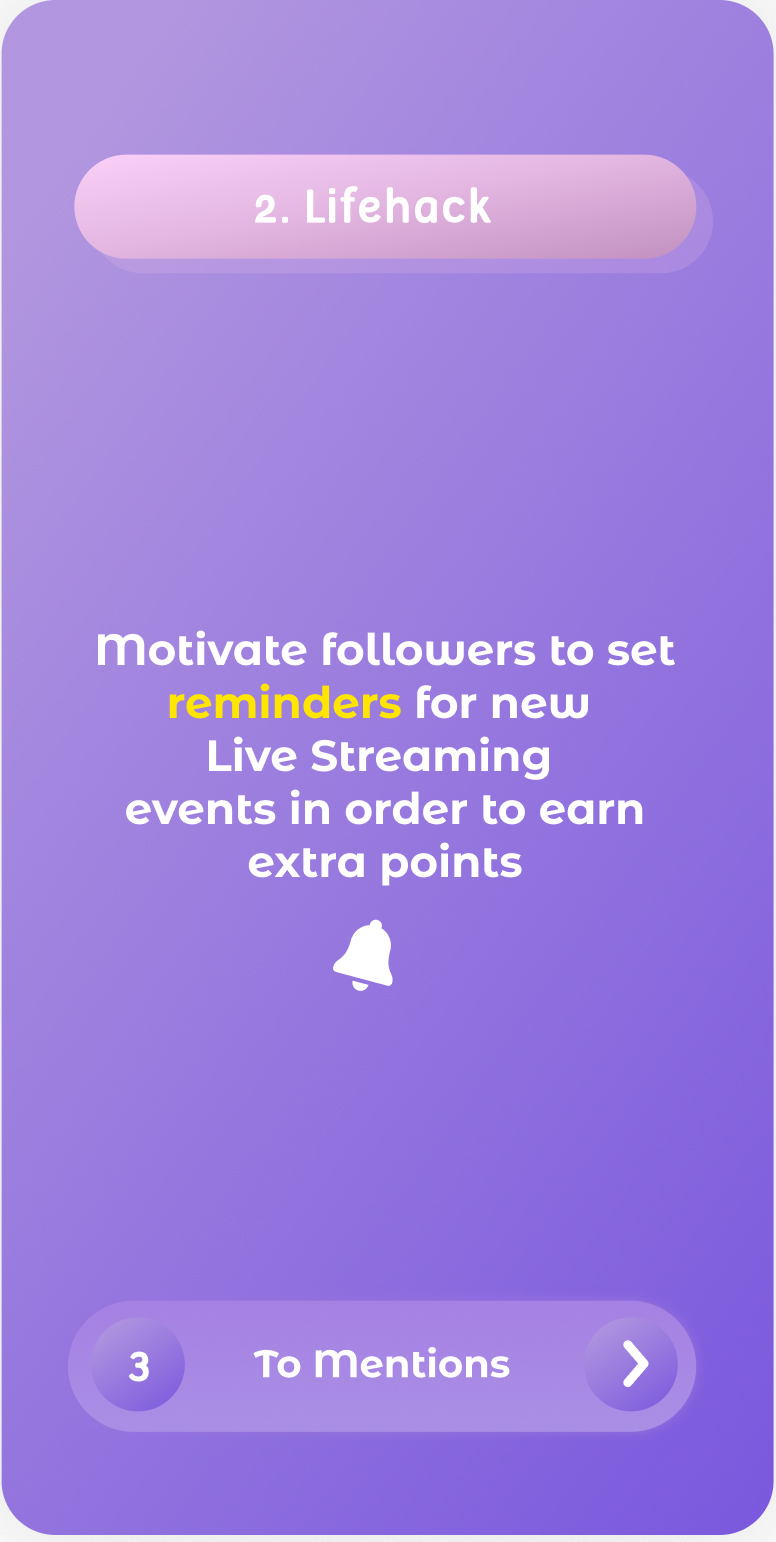 2. Lifehack
Motivate followers to set
reminders for new
Live Streaming
events in order to earn
extra points
3
To Mentions